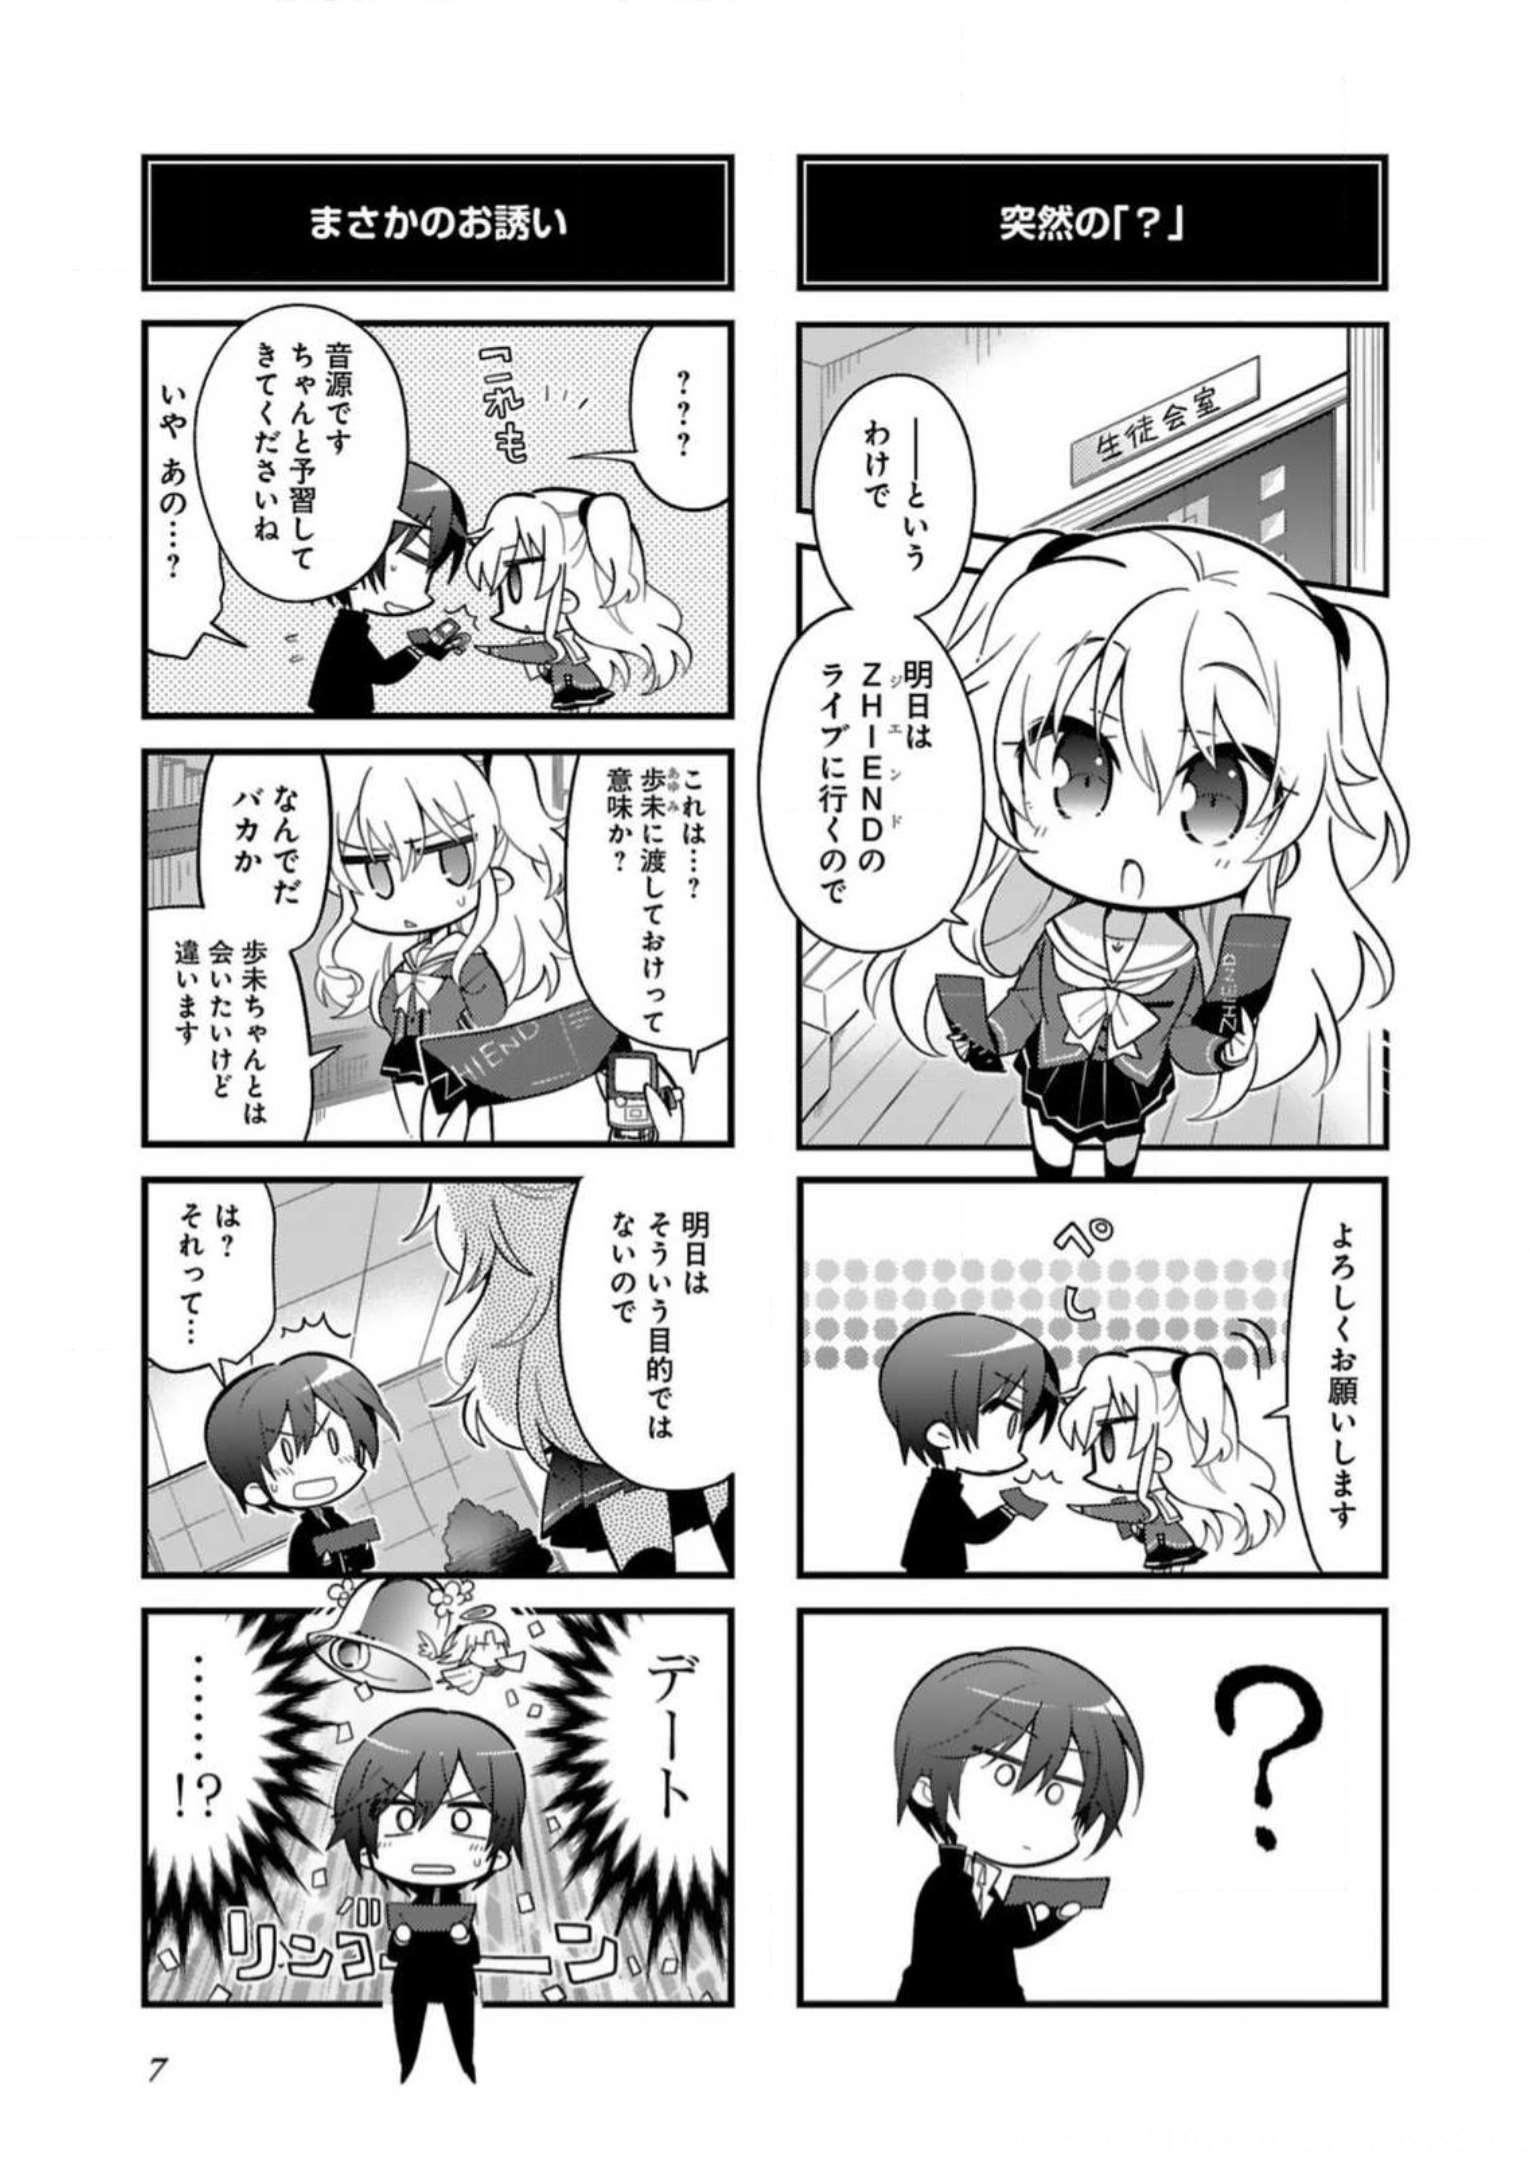 突然の「？」
生徒会室
――という
わけで
明日は
ZHIENDの
ジエンド
ライブに行くので
ZHIEND
よろしくお願いします
ぺし
？
まさかのお誘い
？？？
「これも
音源です
ちゃんと予習して
きてくださいね
いや あの…？
これは…？
歩未に渡しておけって
あゆみ
意味か？
HIEND
なんでだ
バカか
歩未ちゃんとは
会いたいけど
違います
明日は
そういう目的では
ないので
は？
それって…
デート
……!?
リンゴーーン
7